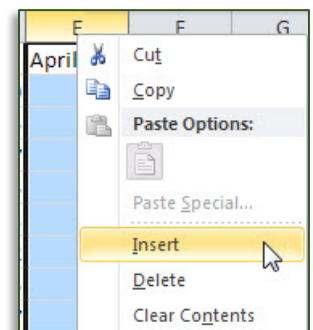 E F G
April
Cut
Copy
Paste Options:
Paste Special...
Insert
Delete
Clear Contents